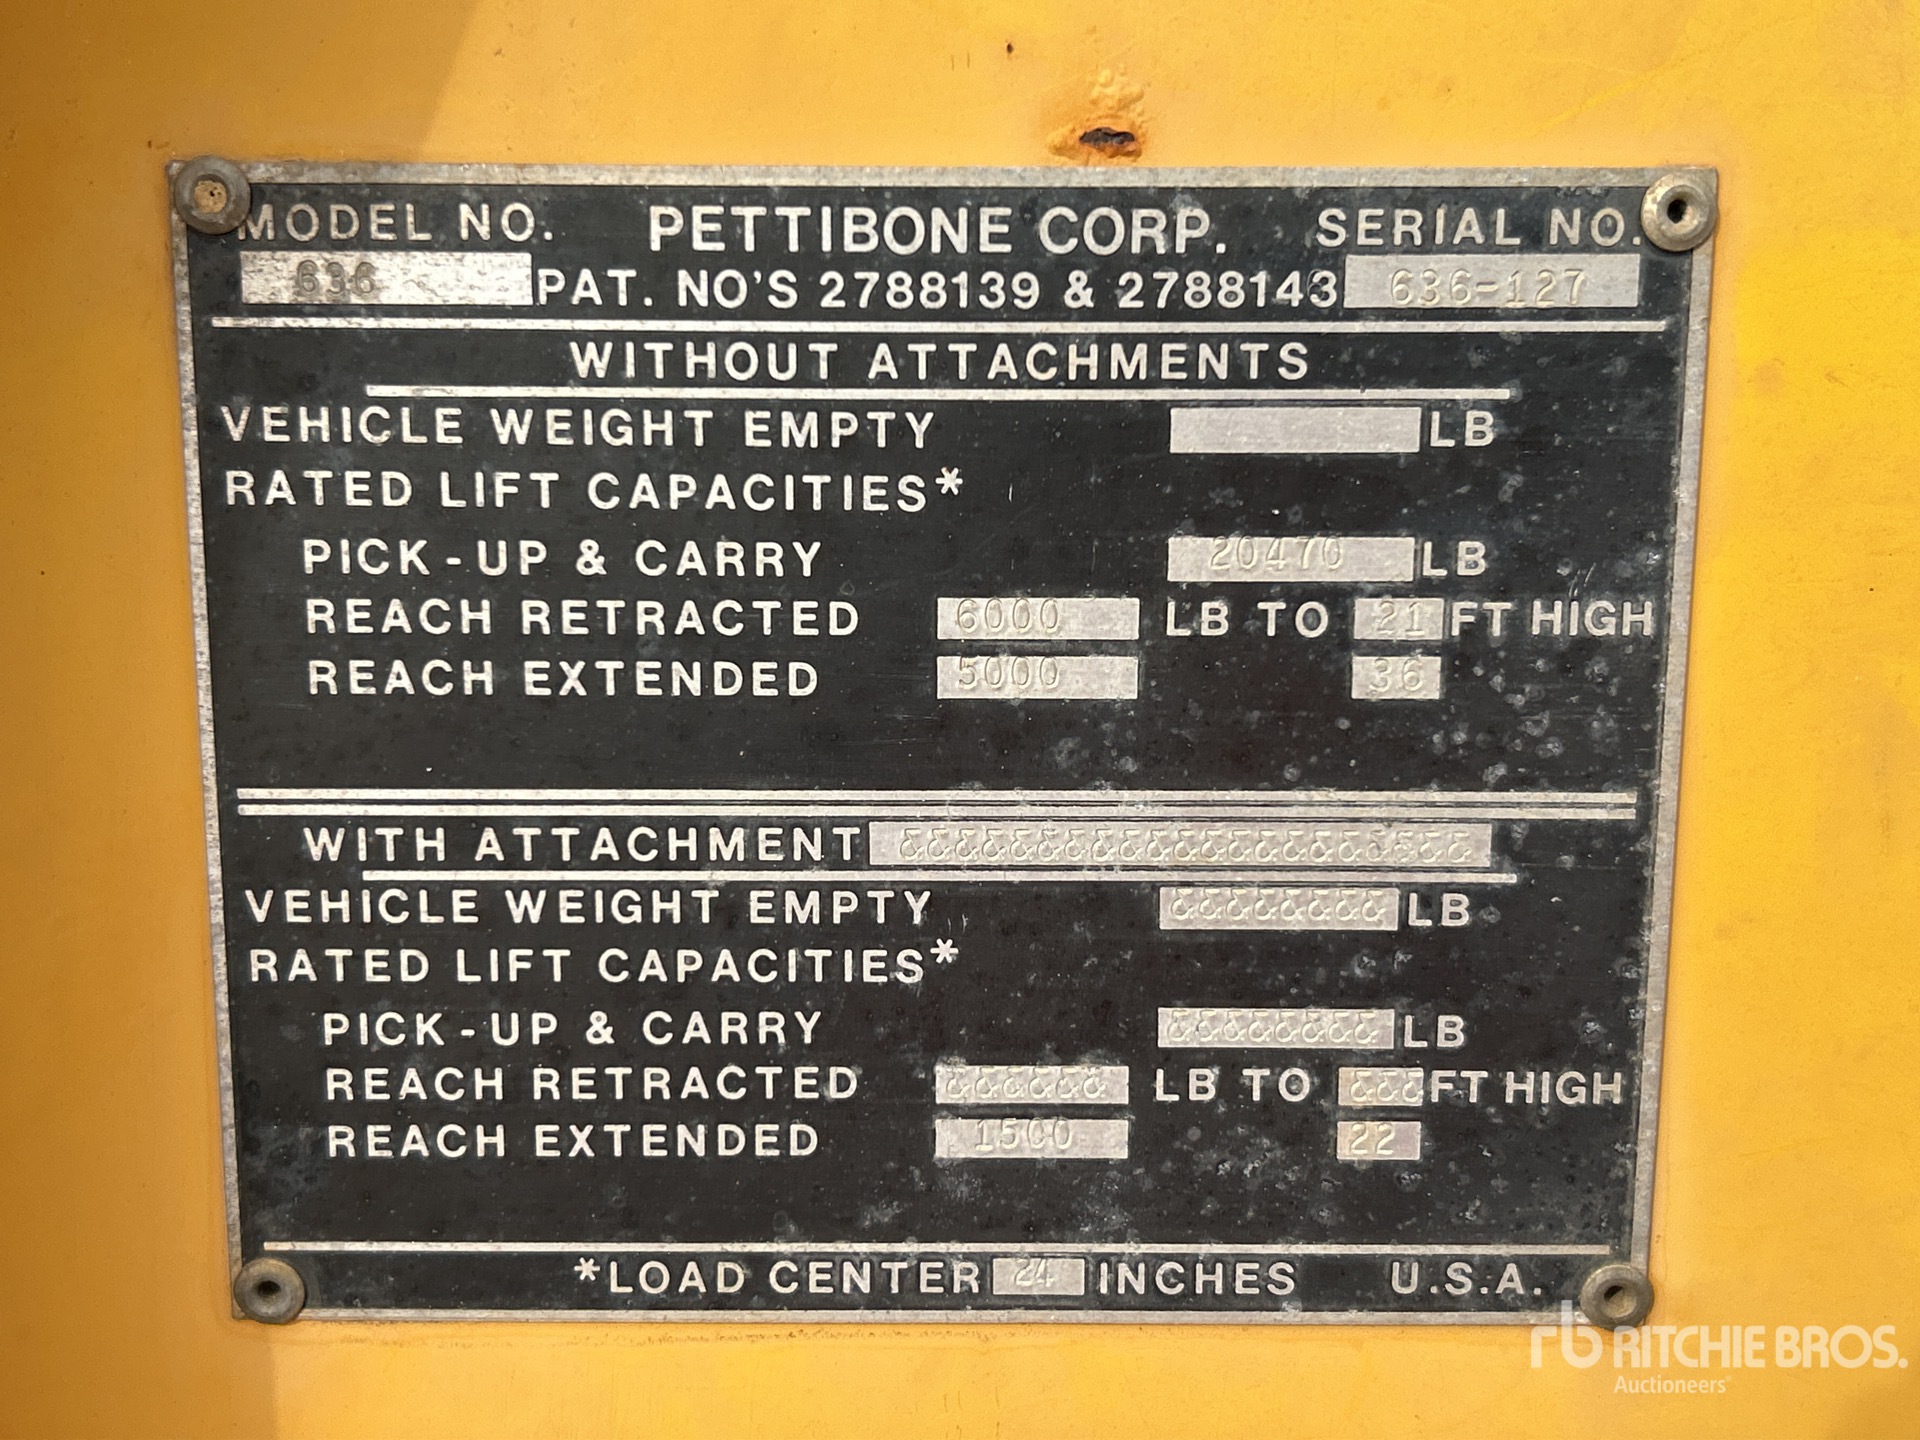 MODEL NO. PETTIBONE CORP. SERIAL NO.
636 PAT. NO'S 2788139 & 2788143 636-127
WITHOUT ATTACHMENTS
VEHICLE WEIGHT EMPTY LB
RATED LIFT CAPACITIES*
PICK-UP & CARRY 20470 LB
REACH RETRACTED 6000 LB TO 21 FT HIGH
REACH EXTENDED 5000 36
WITH ATTACHMENT &&&&&&&&&&&&&&&&&&&&&
VEHICLE WEIGHT EMPTY &&&&&&&& LB
RATED LIFT CAPACITIES*
PICK-UP & CARRY &&&&&&&& LB
REACH RETRACTED &&&&&& LB TO &&& FT HIGH
REACH EXTENDED 1500 22
*LOAD CENTER 24 INCHES U.S.A.
rb RITCHIE BROS.
Auctioneers